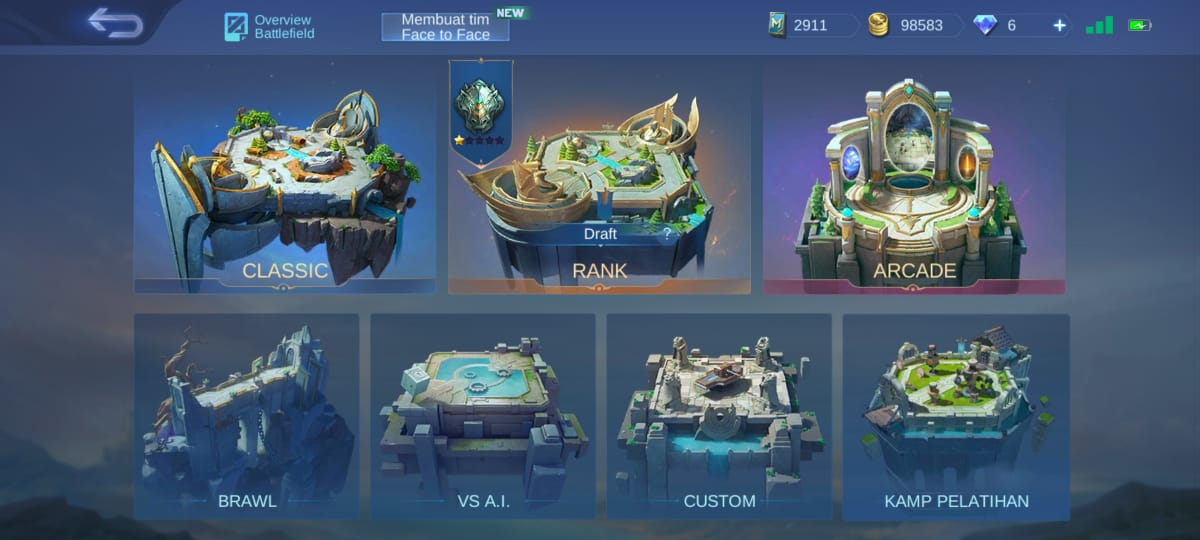 Overview
Battlefield
Membuat tim
Face to Face
NEW
2911
98583
6
CLASSIC
Draft
?
RANK
ARCADE
BRAWL
VS A.I.
CUSTOM
KAMP PELATIHAN